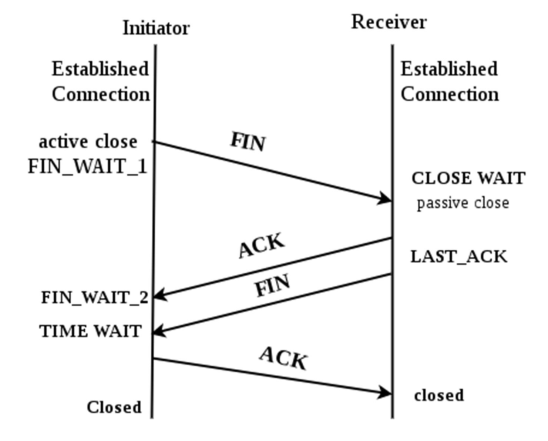 Initiator
Receiver
Established
Connection
Established
Connection
active close
FIN_WAIT_1
FIN
CLOSE WAIT
passive close
ACK
LAST_ACK
FIN
FIN_WAIT_2
TIME WAIT
ACK
closed
Closed